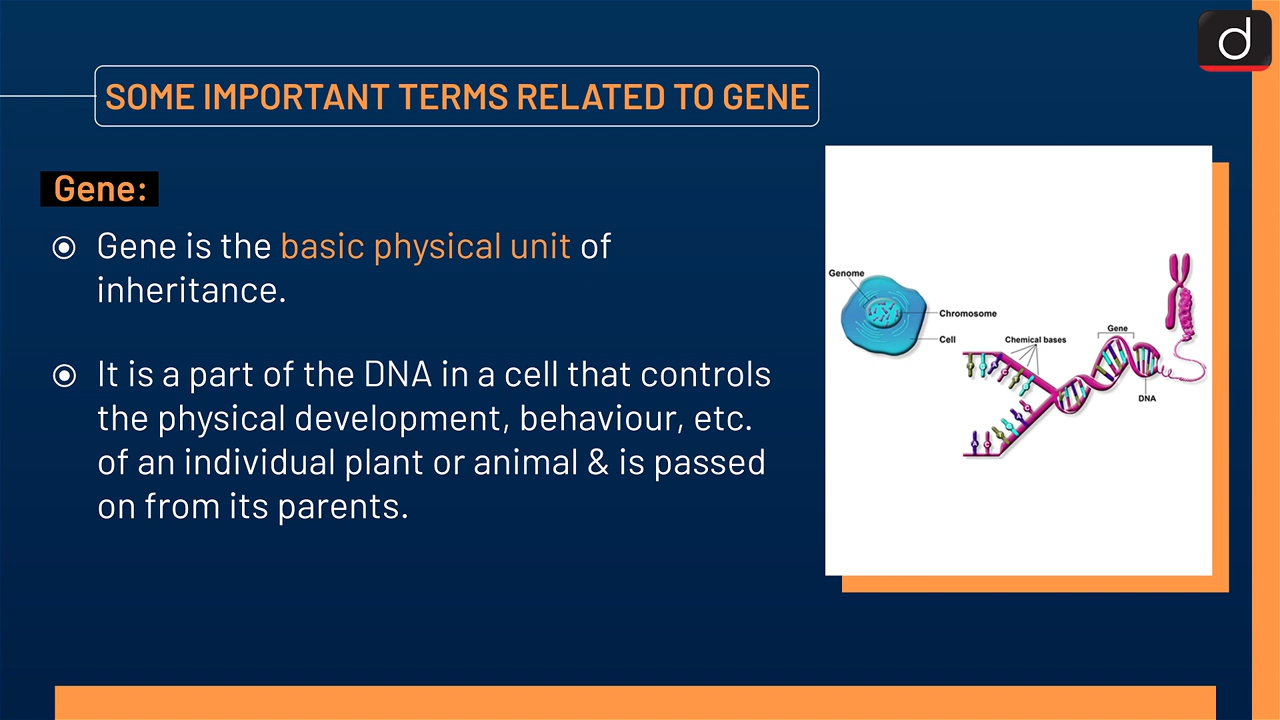 d
SOME IMPORTANT TERMS RELATED TO GENE
Gene:
Gene is the basic physical unit of
inheritance.
It is a part of the DNA in a cell that controls
the physical development, behaviour, etc.
of an individual plant or animal & is passed
on from its parents.
Genome
Chromosome
Cell
Chemical bases
Gene
DNA